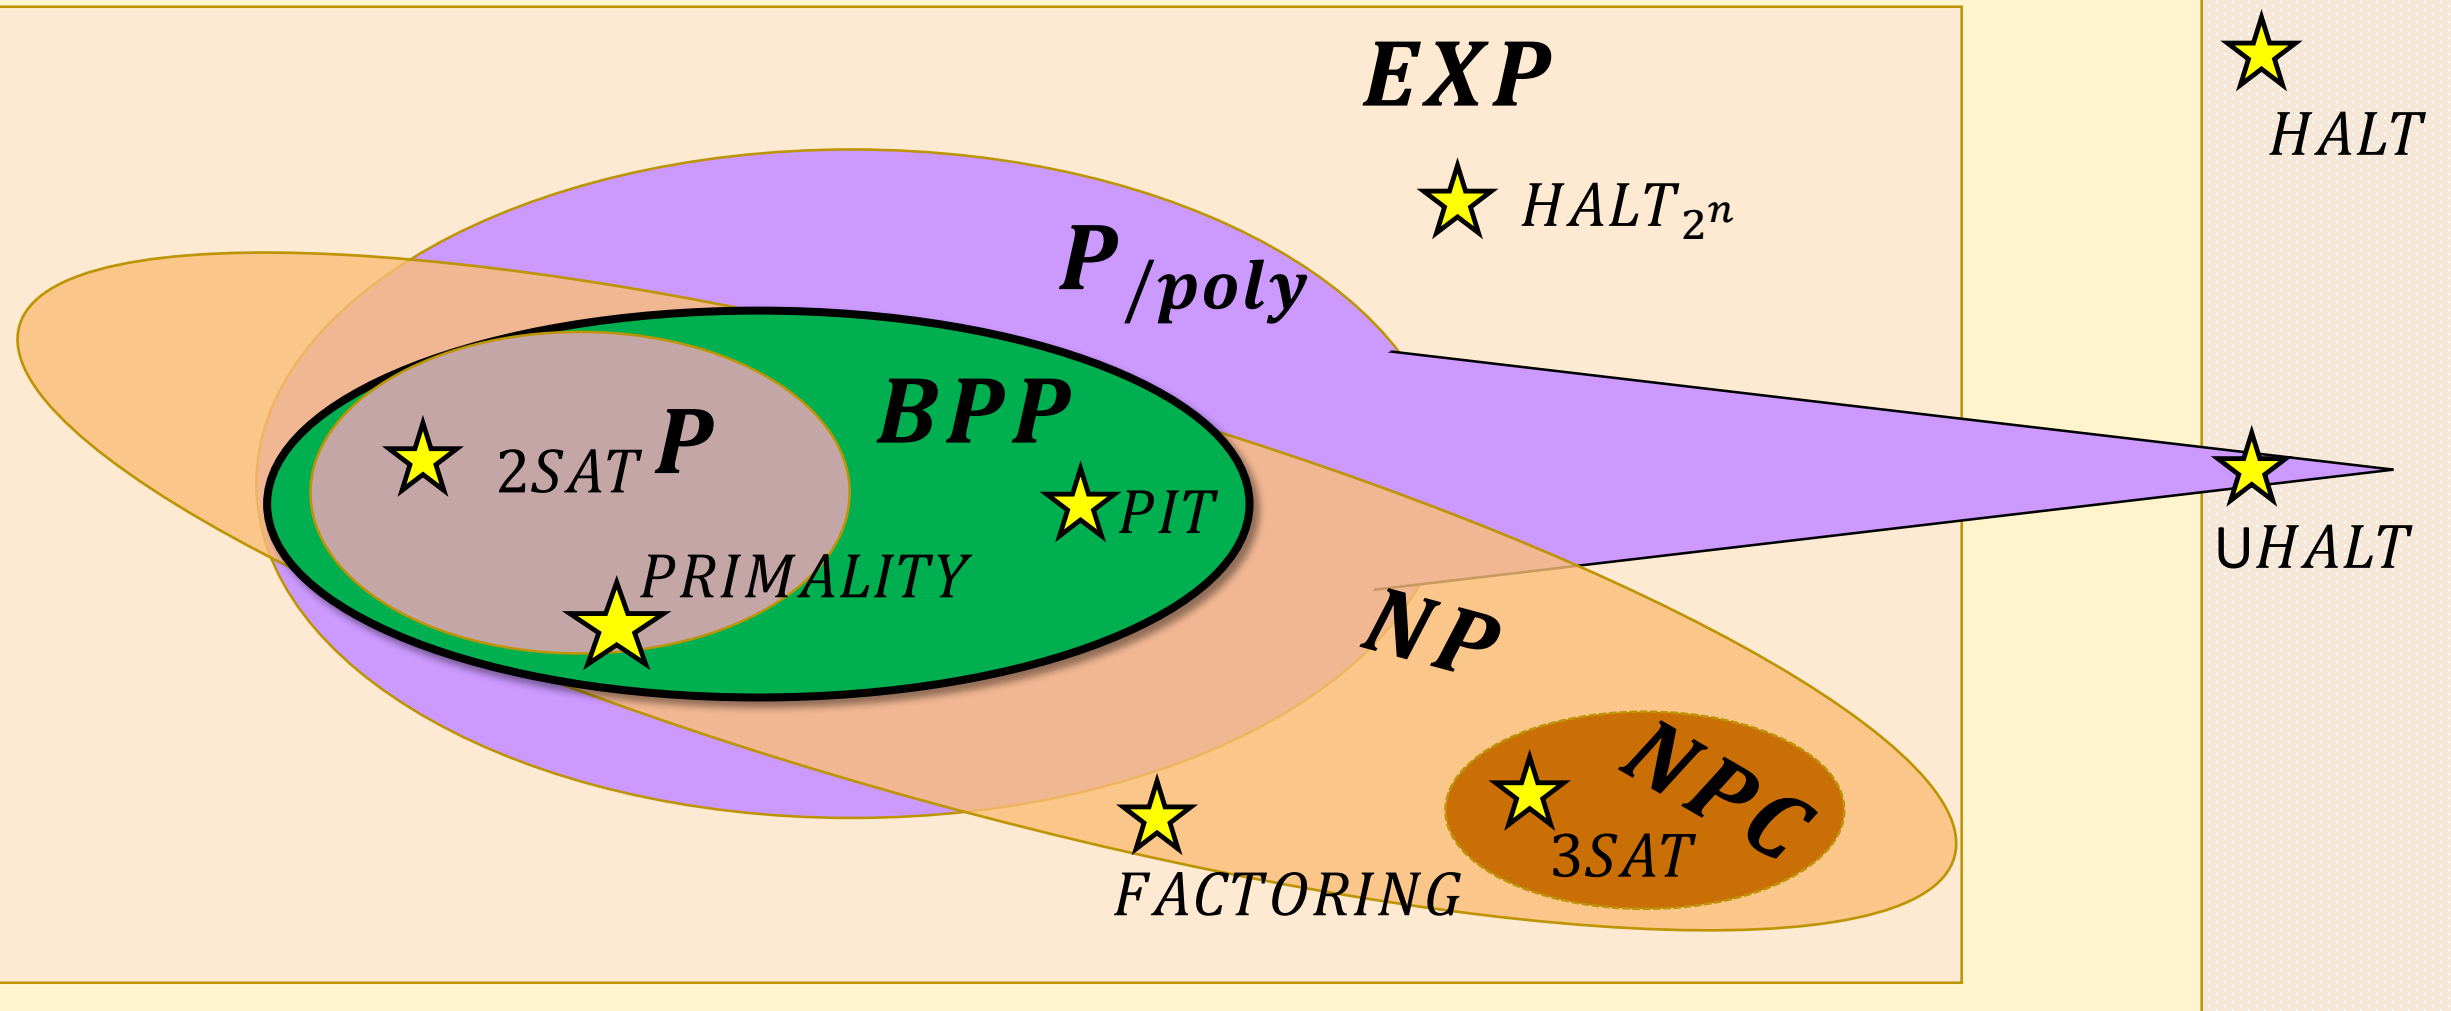 EXP
HALT
HALT₂ⁿ
P/poly
BPP
2SAT P
PIT
UHALT
PRIMALITY
NP
NPC
3SAT
FACTORING